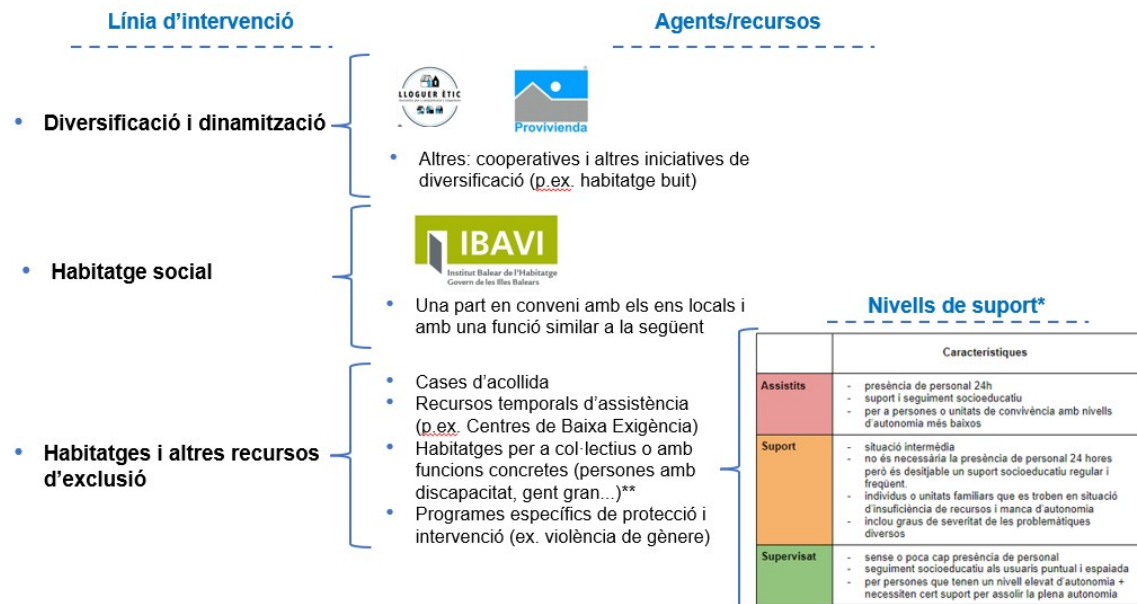 Línia d’intervenció
Agents/recursos
• Diversificació i dinamització
LLOGUER ÈTIC
Provivienda
• Altres: cooperatives i altres iniciatives de
diversificació (p.ex. habitatge buit)
• Habitatge social
IBAVI
Institut Balear de l'Habitatge
Govern de les Illes Balears
• Una part en conveni amb els ens locals i
amb una funció similar a la següent
• Habitatges i altres recursos
d’exclusió
• Cases d’acollida
• Recursos temporals d’assistència
(p.ex. Centres de Baixa Exigència)
• Habitatges per a col·lectius o amb
funcions concretes (persones amb
discapacitat, gent gran...)**
• Programes específics de protecció i
intervenció (ex. violència de gènere)
Nivells de suport*
Característiques
Assistits
- presència de personal 24h
- suport i seguiment socioeducatiu
- per a persones o unitats de convivència amb nivells
d'autonomia més baixos
Suport
- situació intermèdia
- no és necessària la presència de personal 24 hores
però és desitjable un suport socioeducatiu regular i
freqüent.
- individus o unitats familiars que es troben en situació
d'insuficiència de recursos i manca d'autonomia
- inclou graus de severitat de les problemàtiques
diversos
Supervisat
- sense o poca cap presència de personal
- seguiment socioeducatiu als usuaris puntual i espaiada
- per persones que tenen un nivell elevat d'autonomia +
necessiten cert suport per assolir la plena autonomia